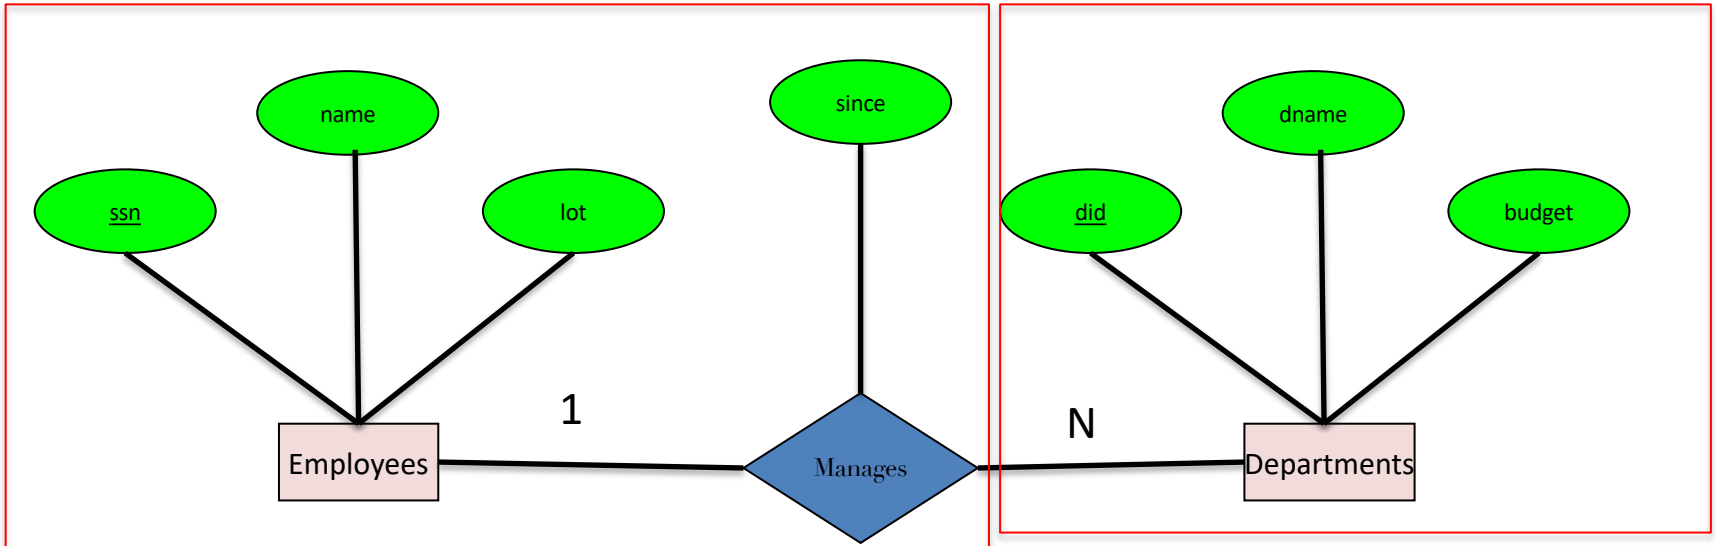 since
name
dname
ssn
lot
did
budget
1
N
Employees
Manages
Departments